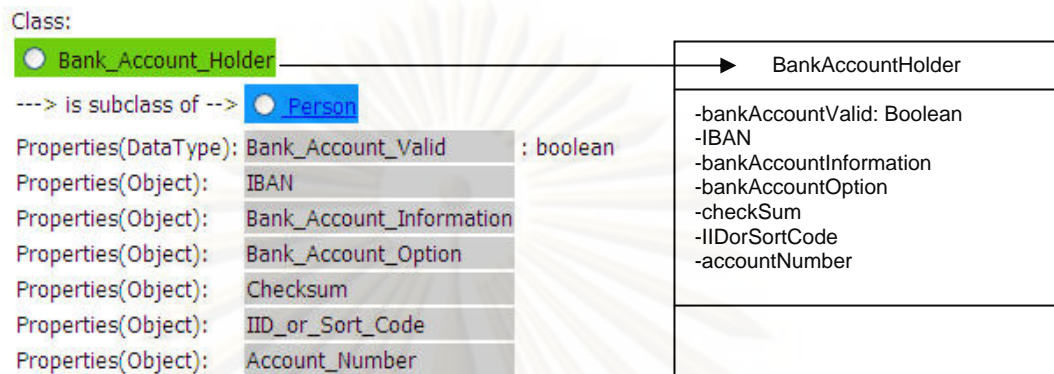 Class:
Bank_Account_Holder
---> is subclass of --> Person
Properties(DataType): Bank_Account_Valid : boolean
Properties(Object): IBAN
Properties(Object): Bank_Account_Information
Properties(Object): Bank_Account_Option
Properties(Object): Checksum
Properties(Object): IID_or_Sort_Code
Properties(Object): Account_Number
BankAccountHolder
-bankAccountValid: Boolean
-IBAN
-bankAccountInformation
-bankAccountOption
-checkSum
-IIDorSortCode
-accountNumber